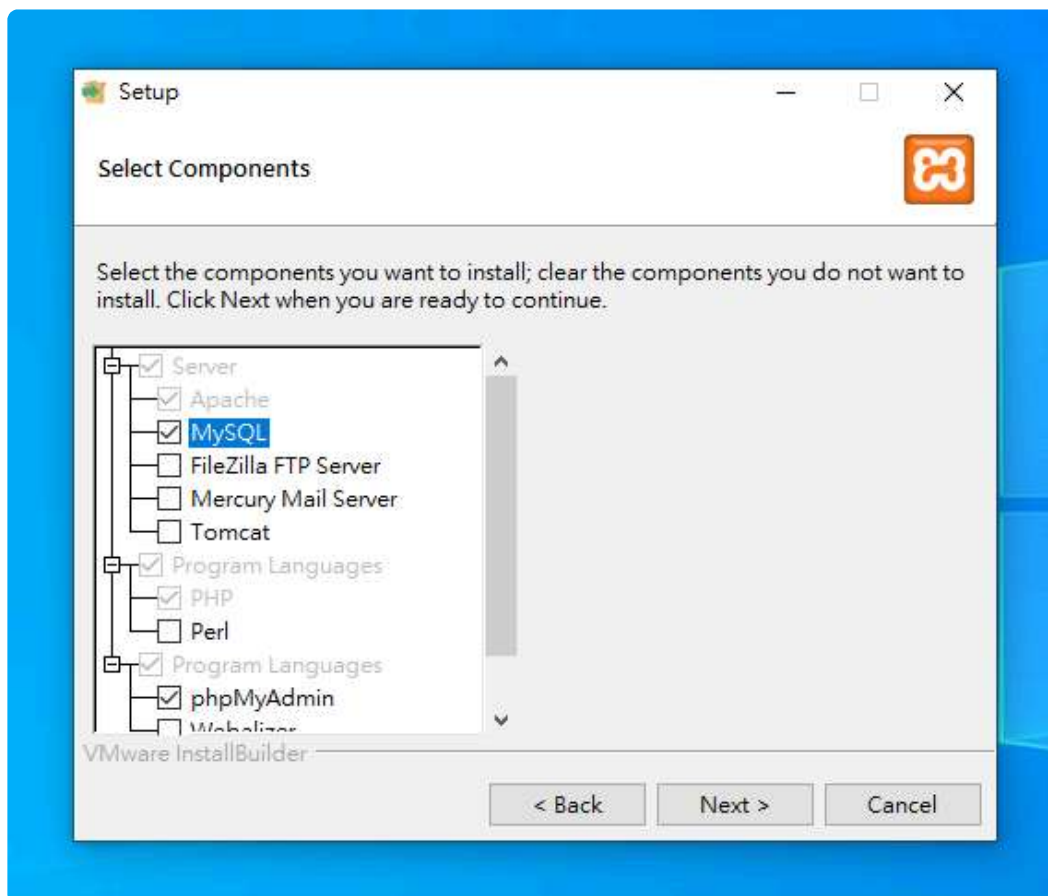 Setup
Select Components
Select the components you want to install; clear the components you do not want to
install. Click Next when you are ready to continue.
Server
Apache
MySQL
FileZilla FTP Server
Mercury Mail Server
Tomcat
Program Languages
PHP
Perl
Program Languages
phpMyAdmin
Webalizer
VMware InstallBuilder
< Back
Next >
Cancel